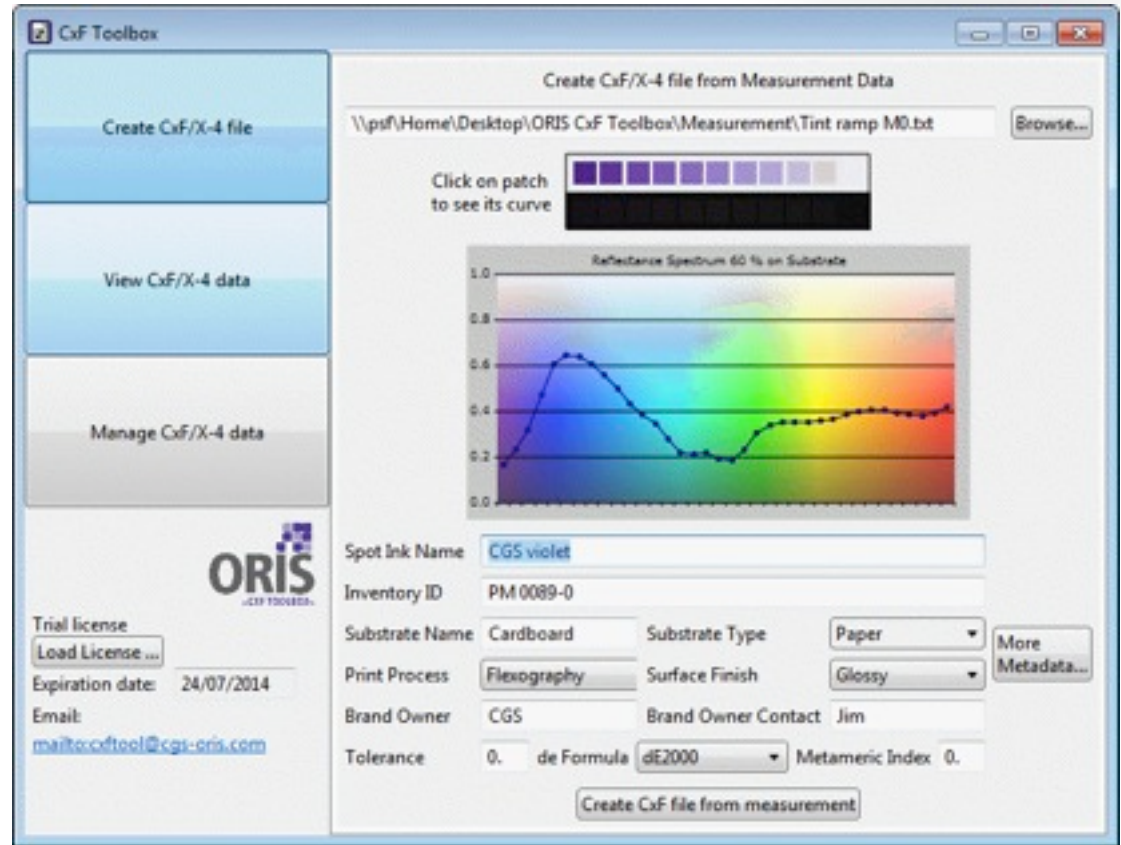 CxF Toolbox
Create CxF/X-4 file
View CxF/X-4 data
Manage CxF/X-4 data
ORIS
CXF TOOLBOX
Trial license
Load License ...
Expiration date: 24/07/2014
Email:
mailto:cxftool@cgs-oris.com
Create CxF/X-4 file from Measurement Data
\\psf\Home\Desktop\ORIS CxF Toolbox\Measurement\Tint ramp M0.txt Browse...
Click on patch
to see its curve
Reflectance Spectrum 60 % on Substrate
1.0
0.8
0.6
0.4
0.2
0.0
Spot Ink Name CGS violet
Inventory ID PM 0089-0
Substrate Name Cardboard Substrate Type Paper
More
Metadata...
Print Process Flexography Surface Finish Glossy
Brand Owner CGS Brand Owner Contact Jim
Tolerance 0. de Formula dE2000 Metameric Index 0.
Create CxF file from measurement